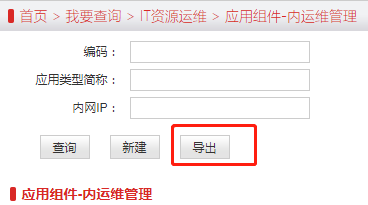 首页 > 我要查询 > IT资源运维 > 应用组件-内运维管理
编码：
应用类型简称：
内网IP：
查询 新建 导出
应用组件-内运维管理